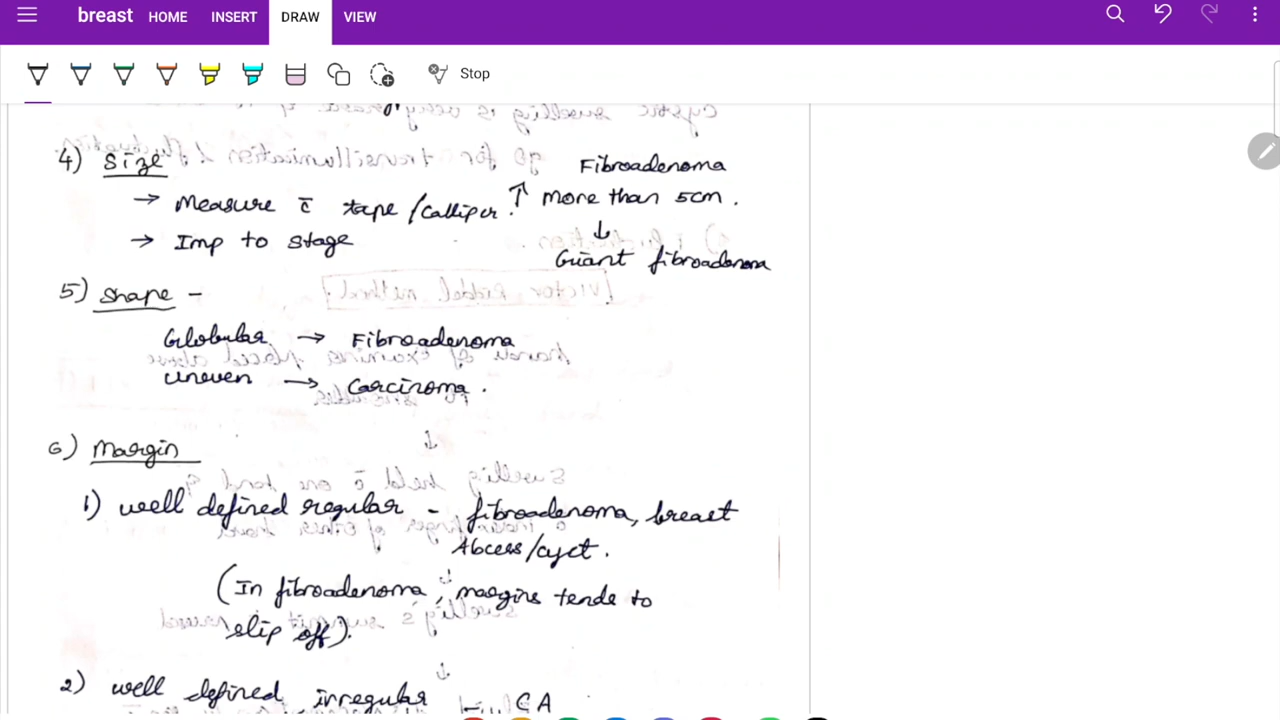 breast HOME INSERT DRAW VIEW
Stop
4) Size
→ Measure c̄ tape/Calliper.
→ Imp to stage
Fibroadenoma
↑ more than 5cm.
↓
Giant fibroadenoma
5) Shape -
Globular → Fibroadenoma
uneven → Carcinoma.
6) Margin
1) well defined regular - fibroadenoma, breast
Abcess/cyct.
(In fibroadenoma, margins tends to
slip off).
2) well defined irregular - CA